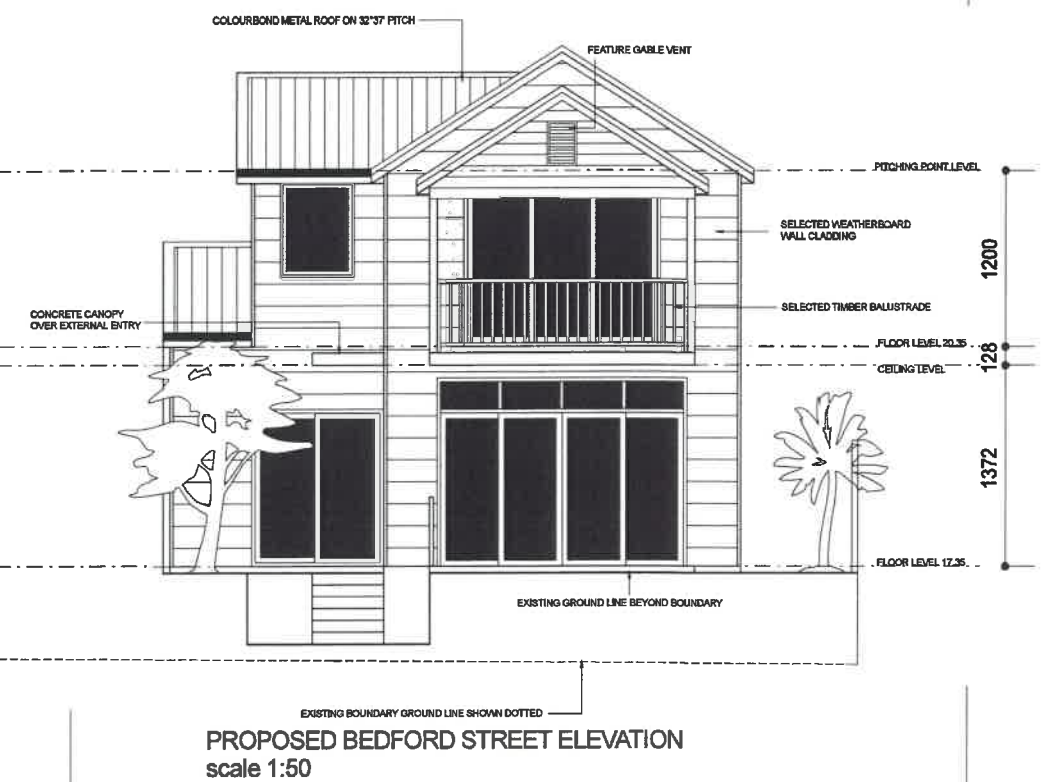 COLOURBOND METAL ROOF ON 32°37' PITCH
FEATURE GABLE VENT
PITCHING POINT LEVEL
SELECTED WEATHERBOARD
WALL CLADDING
1200
SELECTED TIMBER BALUSTRADE
CONCRETE CANOPY
OVER EXTERNAL ENTRY
FLOOR LEVEL 20.35
128
CEILING LEVEL
1372
FLOOR LEVEL 17.35
EXISTING GROUND LINE BEYOND BOUNDARY
EXISTING BOUNDARY GROUND LINE SHOWN DOTTED
PROPOSED BEDFORD STREET ELEVATION
scale 1:50